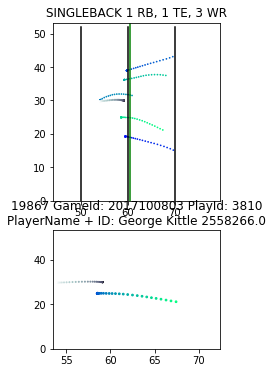 SINGLEBACK 1 RB, 1 TE, 3 WR
50
40
30
20
10
0
50 60 70
19867 GameId: 2017100803 PlayId: 3810
PlayerName + ID: George Kittle 2558266.0
40
20
0
55 60 65 70